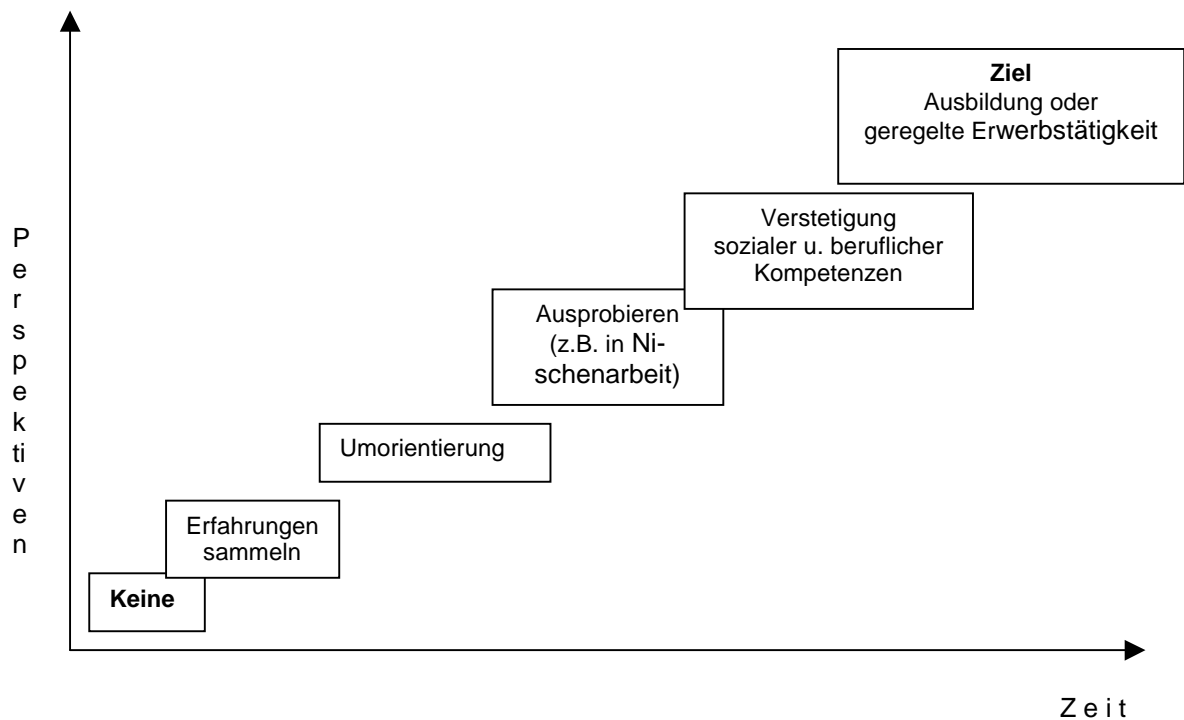 Ziel
Ausbildung oder
geregelte Erwerbstätigkeit
Verstetigung
sozialer u. beruflicher
Kompetenzen
Ausprobieren
(z.B. in Ni-
schenarbeit)
Umorientierung
Erfahrungen
sammeln
Keine
P
e
r
s
p
e
k
ti
v
e
n
Z e i t